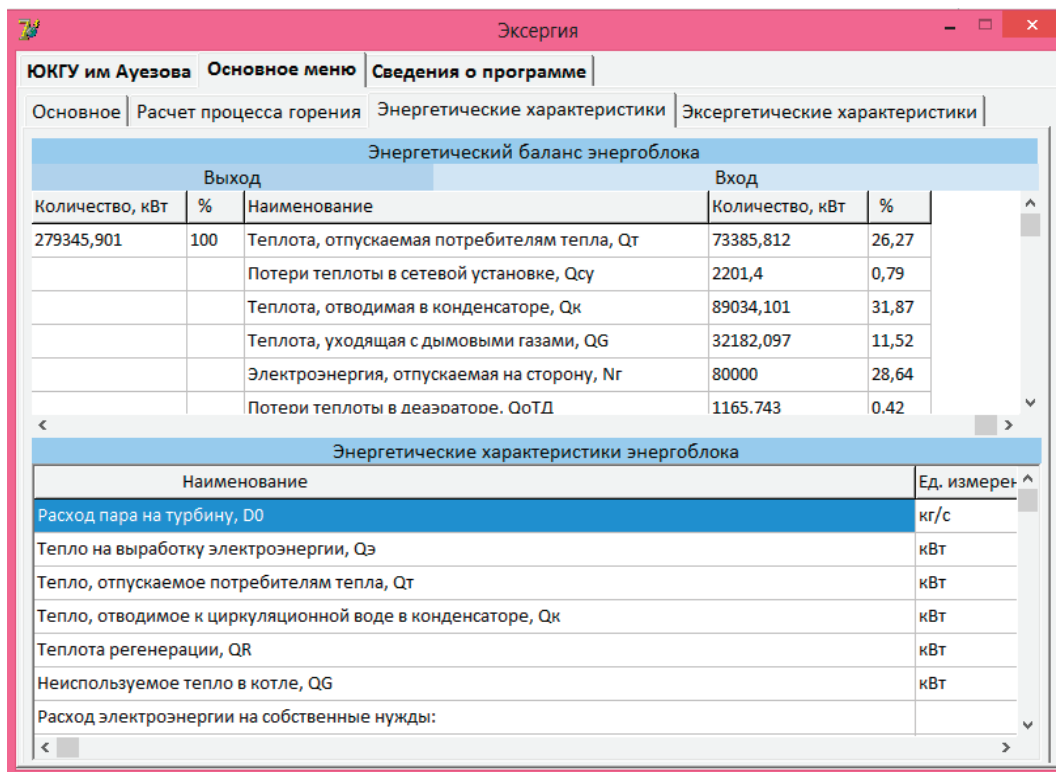 Эксергия
ЮКГУ им Ауезова Основное меню Сведения о программе
Основное Расчет процесса горения Энергетические характеристики Эксергетические характеристики
Энергетический баланс энергоблока
Выход Вход
Количество, кВт % Наименование Количество, кВт %
279345,901 100 Теплота, отпускаемая потребителям тепла, Qт 73385,812 26,27
Потери теплоты в сетевой установке, Qсу 2201,4 0,79
Теплота, отводимая в конденсаторе, Qк 89034,101 31,87
Теплота, уходящая с дымовыми газами, QG 32182,097 11,52
Электроэнергия, отпускаемая на сторону, Nг 80000 28,64
Потери теплоты в деаэраторе, QоТД 1165,743 0,42
Энергетические характеристики энергоблока
Наименование Ед. измерен
Расход пара на турбину, D0 кг/с
Тепло на выработку электроэнергии, Qэ кВт
Тепло, отпускаемое потребителям тепла, Qт кВт
Тепло, отводимое к циркуляционной воде в конденсаторе, Qк кВт
Теплота регенерации, QR кВт
Неиспользуемое тепло в котле, QG кВт
Расход электроэнергии на собственные нужды: